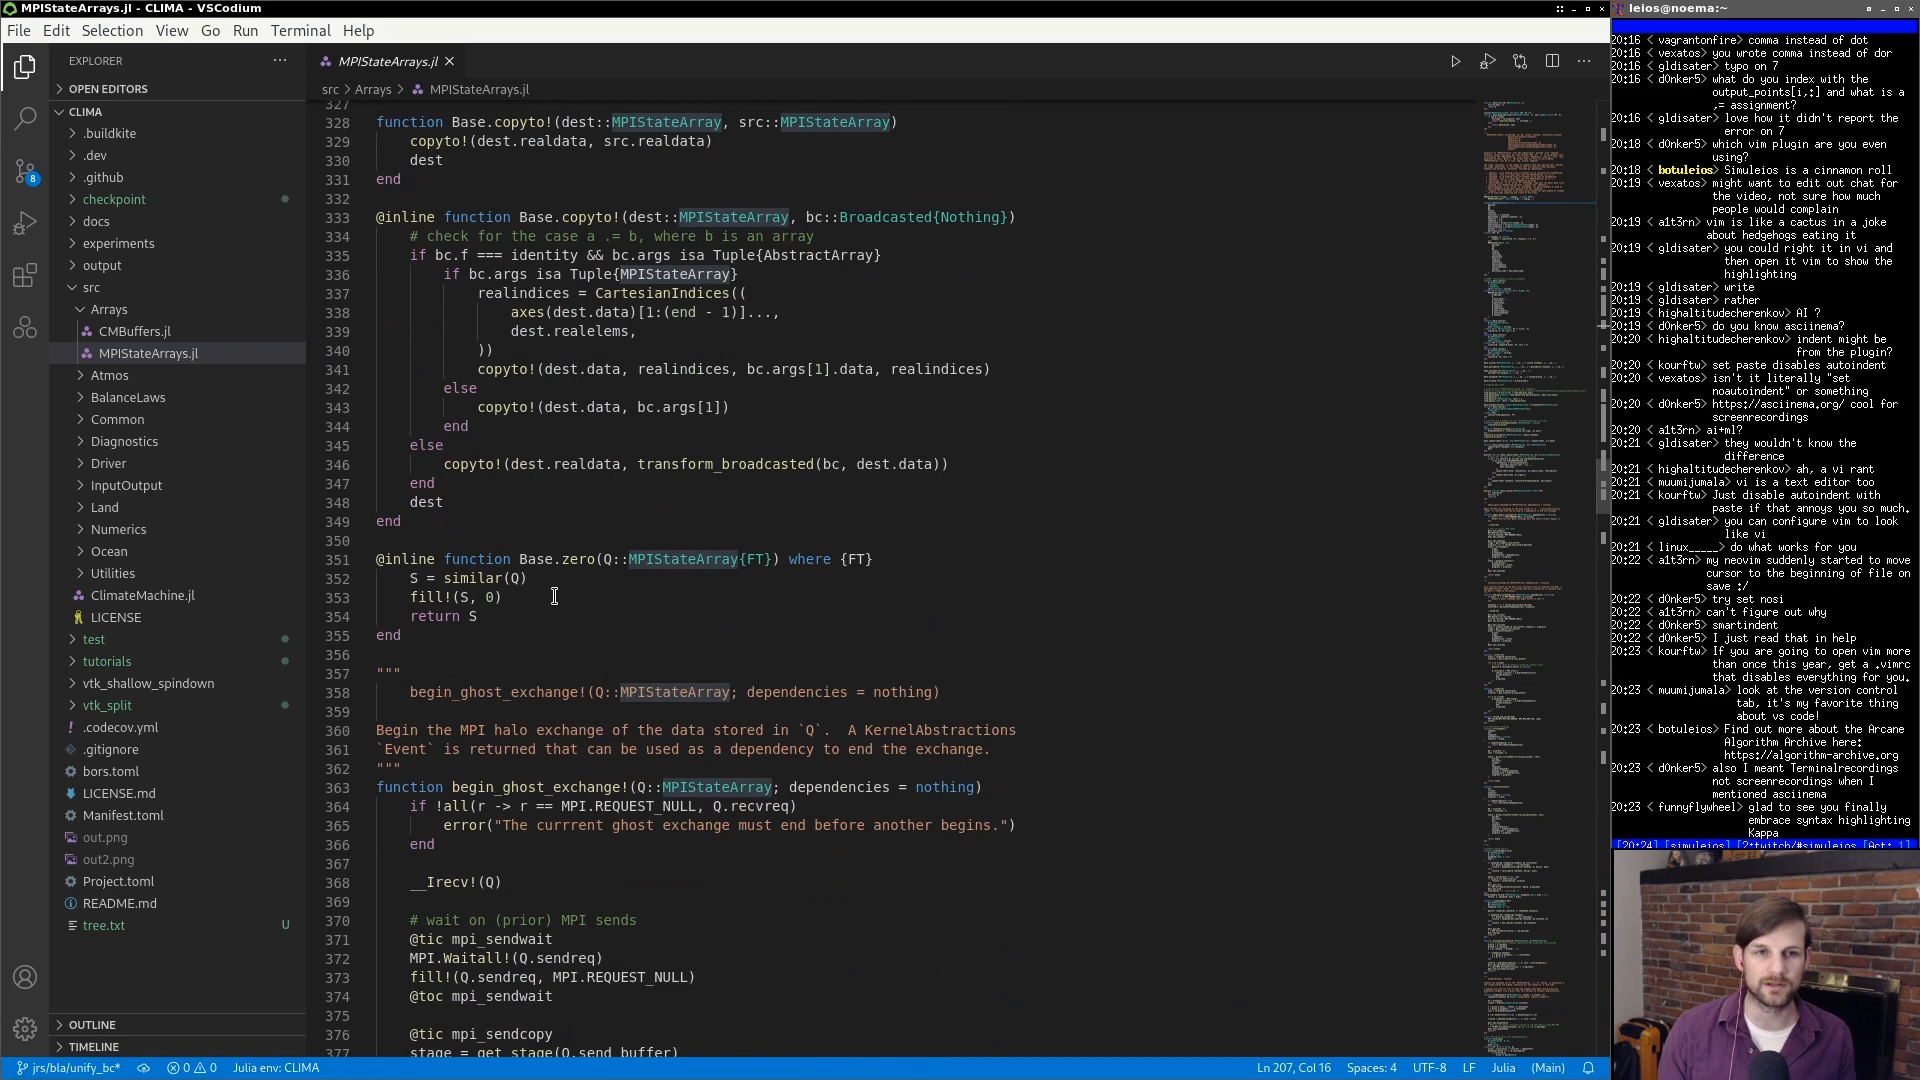 MPIStateArrays.jl - CLIMA - VSCodium
File Edit Selection View Go Run Terminal Help
EXPLORER
OPEN EDITORS
CLIMA
.buildkite
.dev
.github
checkpoint
docs
experiments
output
src
Arrays
CMBuffers.jl
MPIStateArrays.jl
Atmos
BalanceLaws
Common
Diagnostics
Driver
InputOutput
Land
Numerics
Ocean
Utilities
ClimateMachine.jl
LICENSE
test
tutorials
vtk_shallow_spindown
vtk_split
.codecov.yml
.gitignore
bors.toml
LICENSE.md
Manifest.toml
out.png
out2.png
Project.toml
README.md
tree.txt U
OUTLINE
TIMELINE
8
MPIStateArrays.jl
src > Arrays > MPIStateArrays.jl
327
328 function Base.copyto!(dest::MPIStateArray, src::MPIStateArray)
329 copyto!(dest.realdata, src.realdata)
330 dest
331 end
332
333 @inline function Base.copyto!(dest::MPIStateArray, bc::Broadcasted{Nothing})
334 # check for the case a .= b, where b is an array
335 if bc.f === identity && bc.args isa Tuple{AbstractArray}
336 if bc.args isa Tuple{MPIStateArray}
337 realindices = CartesianIndices((
338 axes(dest.data)[1:(end - 1)]...,
339 dest.realelems,
340 ))
341 copyto!(dest.data, realindices, bc.args[1].data, realindices)
342 else
343 copyto!(dest.data, bc.args[1])
344 end
345 else
346 copyto!(dest.realdata, transform_broadcasted(bc, dest.data))
347 end
348 dest
349 end
350
351 @inline function Base.zero(Q::MPIStateArray{FT}) where {FT}
352 S = similar(Q)
353 fill!(S, 0)
354 return S
355 end
356
357 """
358 begin_ghost_exchange!(Q::MPIStateArray; dependencies = nothing)
359
360 Begin the MPI halo exchange of the data stored in `Q`.  A KernelAbstractions
361 `Event` is returned that can be used as a dependency to end the exchange.
362 """
363 function begin_ghost_exchange!(Q::MPIStateArray; dependencies = nothing)
364 if !all(r -> r == MPI.REQUEST_NULL, Q.recvreq)
365 error("The currrent ghost exchange must end before another begins.")
366 end
367
368 __Irecv!(Q)
369
370 # wait on (prior) MPI sends
371 @tic mpi_sendwait
372 MPI.Waitall!(Q.sendreq)
373 fill!(Q.sendreq, MPI.REQUEST_NULL)
374 @toc mpi_sendwait
375
376 @tic mpi_sendcopy
377 stage = get_stage(Q.send_buffer)
jrs/bla/unify_bc* 0 0 Julia env: CLIMA Ln 207, Col 16 Spaces: 4 UTF-8 LF Julia (Main)
leios@noema:~
20:16 < vagrantonfire> comma instead of dot
20:16 < vexatos> you wrote comma instead of dor
20:16 < gldisater> typo on 7
20:16 < d0nker5> what do you index with the
output_points[i,:] and what is a
,= assignment?
20:16 < gldisater> love how it didn't report the
error on 7
20:18 < d0nker5> which vim plugin are you even
using?
20:18 < botuleios> Simuleios is a cinnamon roll
20:19 < vexatos> might want to edit out chat for
the video, not sure how much
people would complain
20:19 < a1t3rn> vim is like a cactus in a joke
about hedgehogs eating it
20:19 < gldisater> you could right it in vi and
then open it vim to show the
highlighting
20:19 < gldisater> write
20:19 < gldisater> rather
20:19 < highaltitudecherenkov> AI ?
20:19 < d0nker5> do you know asciinema?
20:20 < highaltitudecherenkov> indent might be
from the plugin?
20:20 < kourftw> set paste disables autoindent
20:20 < vexatos> isn't it literally "set
noautoindent" or something
20:20 < d0nker5> https://asciinema.org/ cool for
screenrecordings
20:20 < a1t3rn> ai+ml?
20:21 < gldisater> they wouldn't know the
difference
20:21 < highaltitudecherenkov> ah, a vi rant
20:21 < muumijumala> vi is a text editor too
20:21 < kourftw> Just disable autoindent with
paste if that annoys you so much.
20:21 < gldisater> you can configure vim to look
like vi
20:21 < linux_____> do what works for you
20:22 < a1t3rn> my neovim suddenly started to move
cursor to the beginning of file on
save :/
20:22 < d0nker5> try set nosi
20:22 < a1t3rn> can't figure out why
20:22 < d0nker5> smartindent
20:22 < d0nker5> I just read that in help
20:23 < kourftw> If you are going to open vim more
than once this year, get a .vimrc
that disables everything for you.
20:23 < muumijumala> look at the version control
tab, it's my favorite thing
about vs code!
20:23 < botuleios> Find out more about the Arcane
Algorithm Archive here:
https://algorithm-archive.org
20:23 < d0nker5> also I meant Terminalrecordings
not screenrecordings when I
mentioned asciinema
20:23 < funnyflywheel> glad to see you finally
embrace syntax highlighting
Kappa
[20:24] [simuleios] [2:twitch/#simuleios [Act: 1]